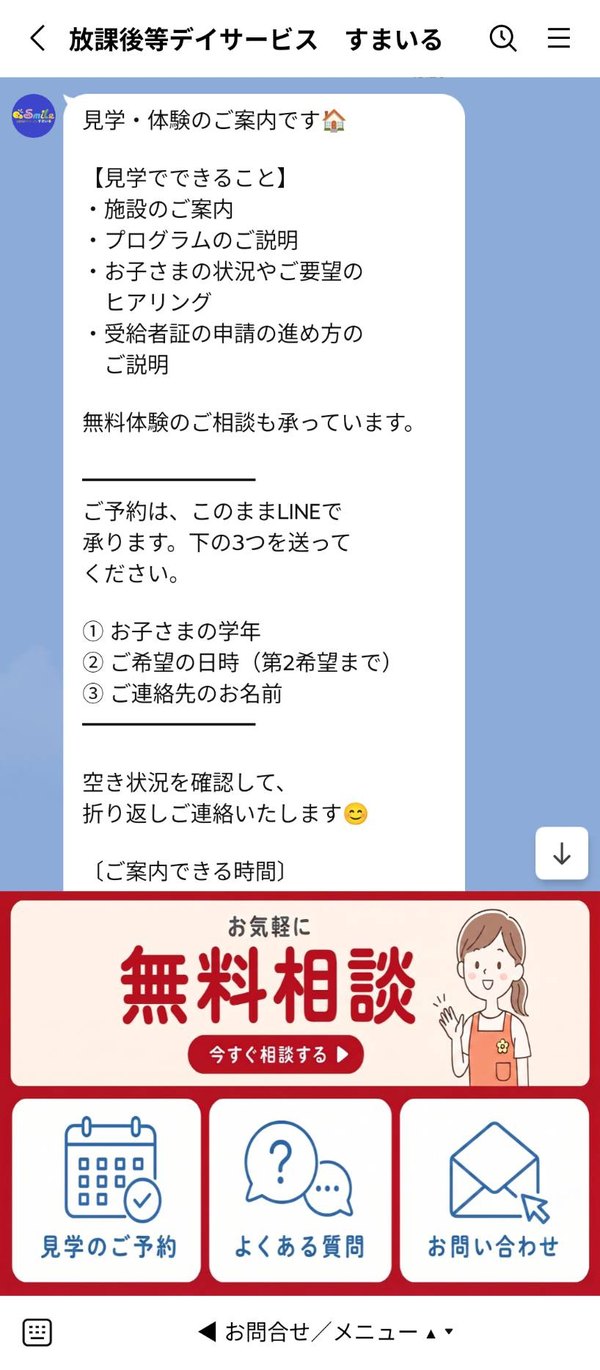 放課後等デイサービス　すまいる
Smile
見学・体験のご案内です🏠
【見学でできること】
・施設のご案内
・プログラムのご説明
・お子さまの状況やご要望の
ヒアリング
・受給者証の申請の進め方の
ご説明
無料体験のご相談も承っています。
ご予約は、このままLINEで
承ります。下の3つを送って
ください。
① お子さまの学年
② ご希望の日時（第2希望まで）
③ ご連絡先のお名前
空き状況を確認して、
折り返しご連絡いたします😊
〔ご案内できる時間〕
お気軽に
無料相談
今すぐ相談する ▶
見学のご予約
よくある質問
お問い合わせ
◀ お問合せ／メニュー ▲ ▼